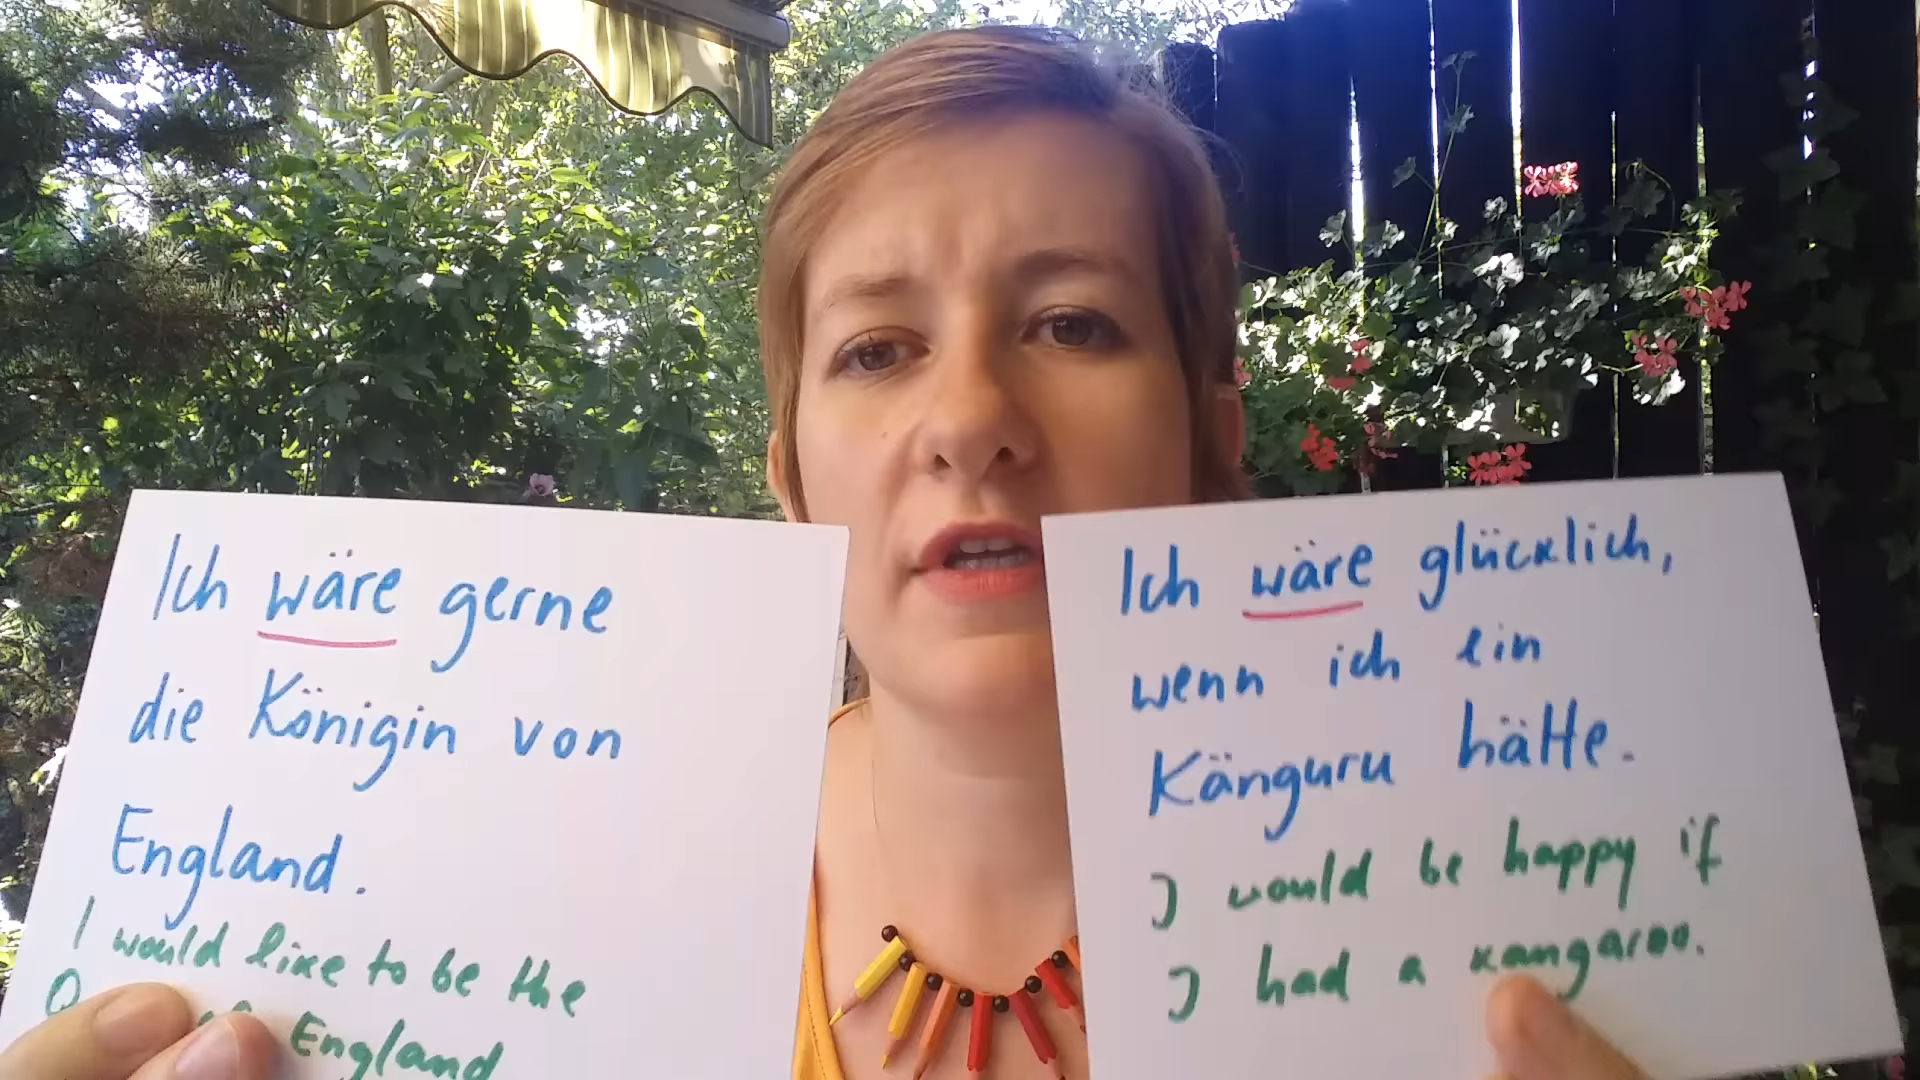 Ich wäre gerne
die Königin von
England.
I would like to be the
England
Ich wäre glücklich,
wenn ich ein
Känguru hätte.
I would be happy if
I had a kangaroo.